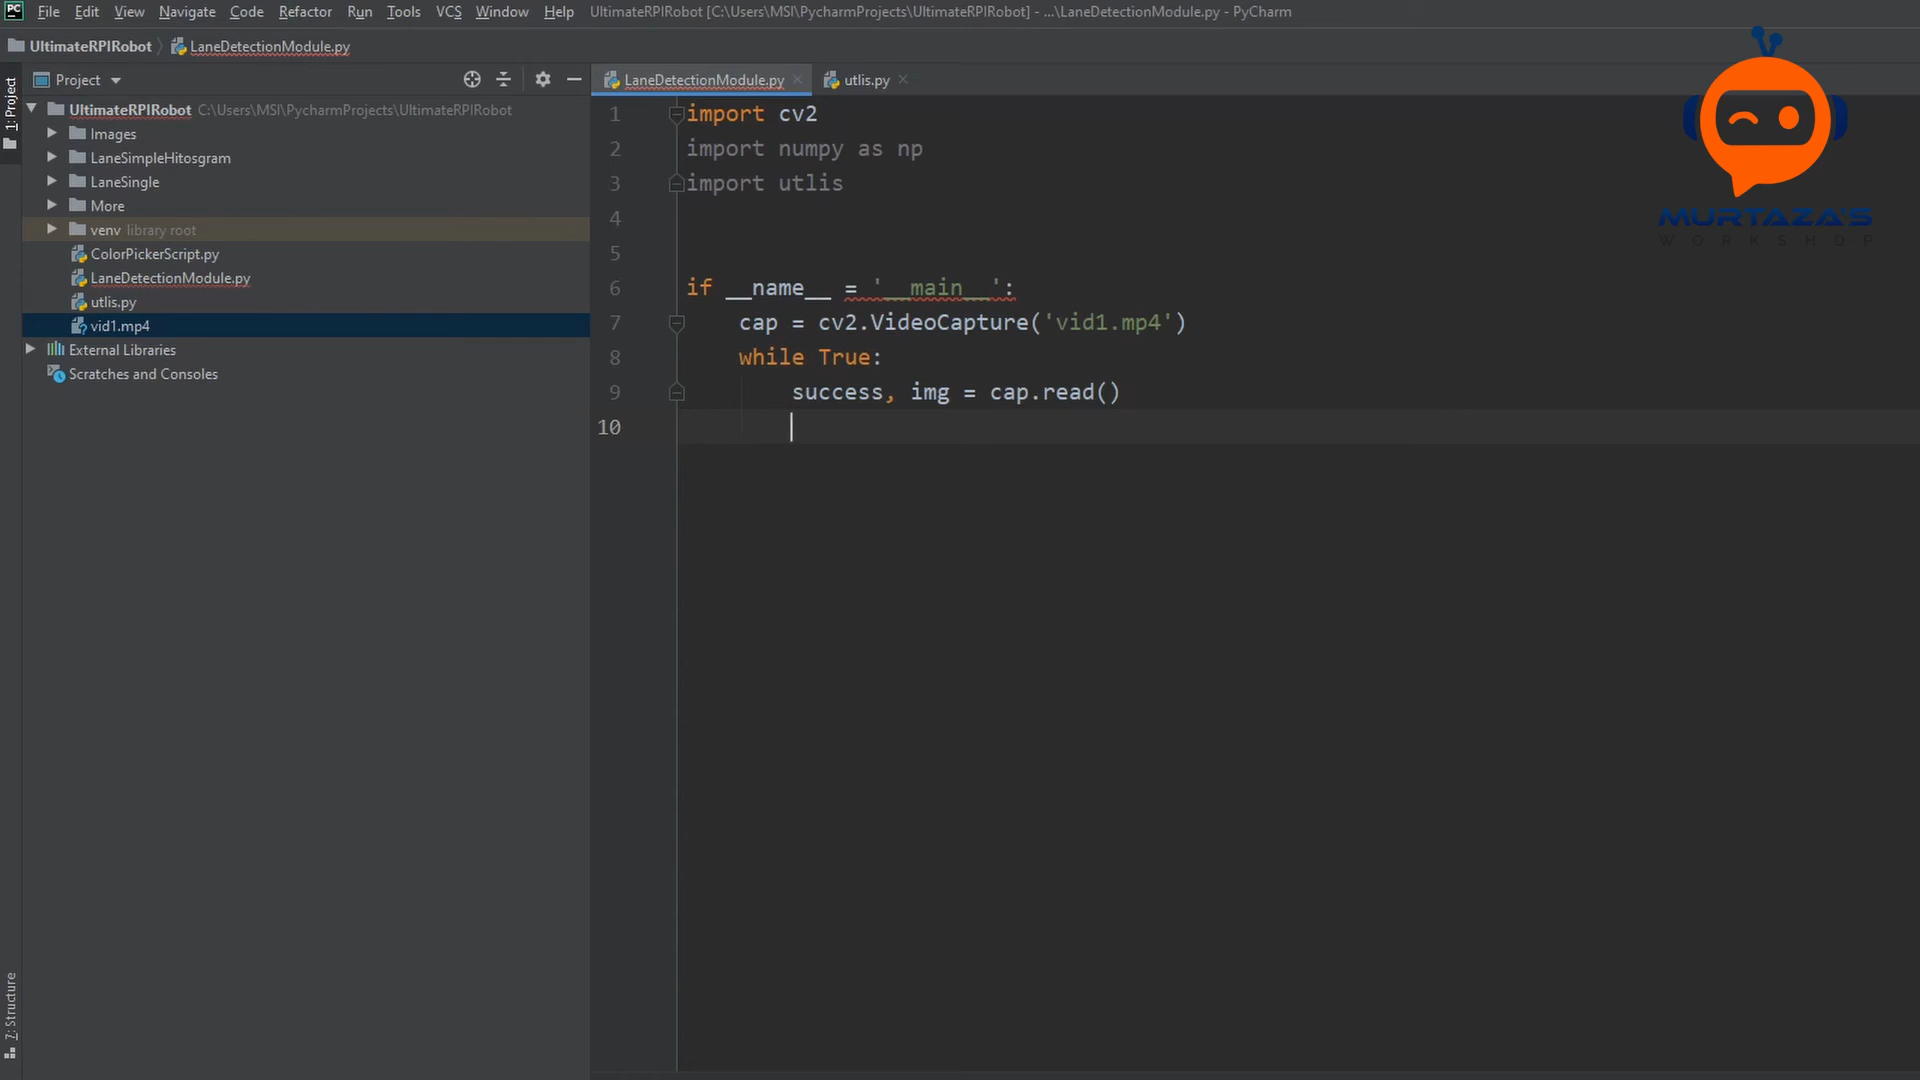 PC File Edit View Navigate Code Refactor Run Tools VCS Window Help UltimateRPIRobot [C:\Users\MSI\PycharmProjects\UltimateRPIRobot] - ...\LaneDetectionModule.py - PyCharm
UltimateRPIRobot LaneDetectionModule.py
1: Project
Project
UltimateRPIRobot C:\Users\MSI\PycharmProjects\UltimateRPIRobot
Images
LaneSimpleHitosgram
LaneSingle
More
venv library root
ColorPickerScript.py
LaneDetectionModule.py
utlis.py
vid1.mp4
External Libraries
Scratches and Consoles
7: Structure
LaneDetectionModule.py utlis.py
1 import cv2
2 import numpy as np
3 import utlis
4
5
6 if __name__ = '__main__':
7 cap = cv2.VideoCapture('vid1.mp4')
8 while True:
9 success, img = cap.read()
10
MURTAZA'S
WORKSHOP